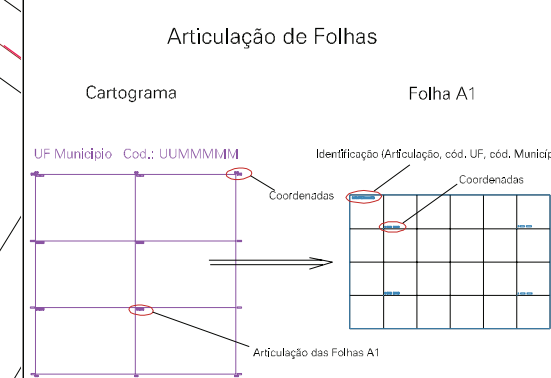 Articulação de Folhas
Cartograma
Folha A1
UF Municipio Cod.: UUMMMMM
Identificação (Articulação, cód. UF, cód. Municíp
Coordenadas
Coordenadas
Articulação das Folhas A1